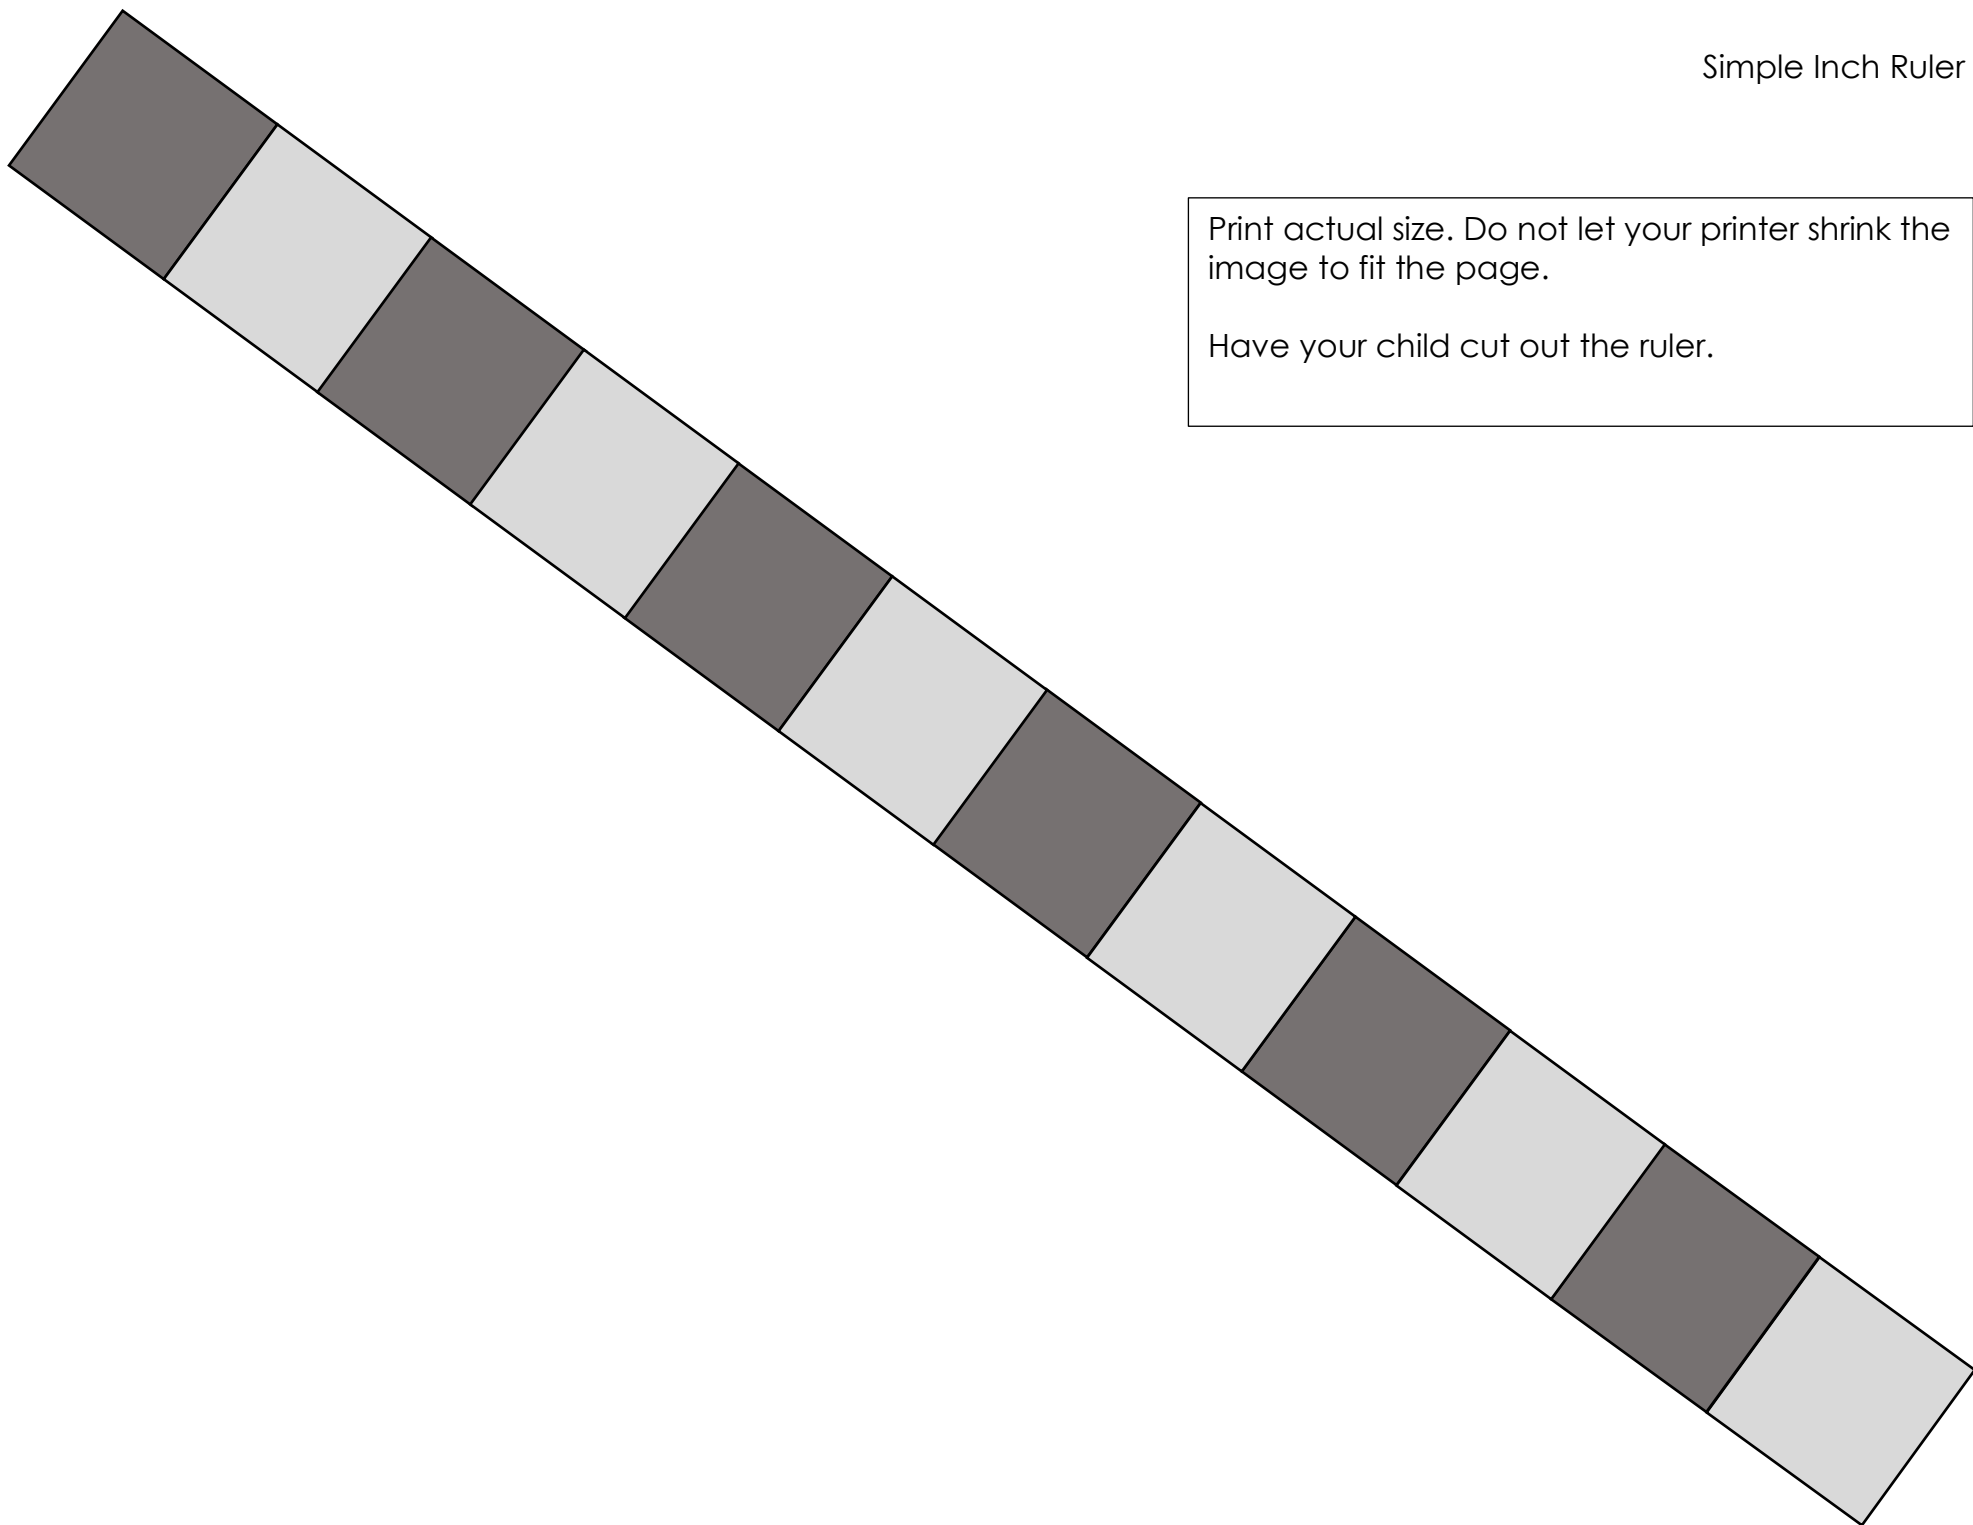 Simple Inch Ruler
Print actual size. Do not let your printer shrink the
image to fit the page.
Have your child cut out the ruler.